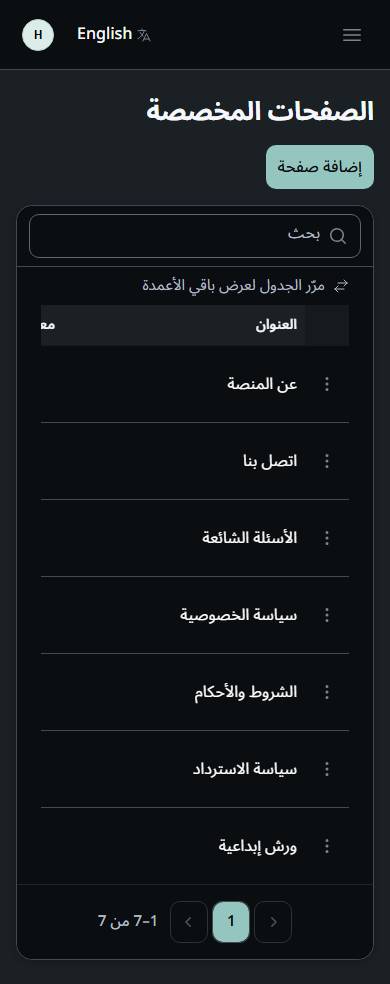 H
English
الصفحات المخصصة
إضافة صفحة
بحث
مرّر الجدول لعرض باقي الأعمدة
العنوان
عن المنصة
اتصل بنا
الأسئلة الشائعة
سياسة الخصوصية
الشروط والأحكام
سياسة الاسترداد
ورش إبداعية
1
1–7 من 7